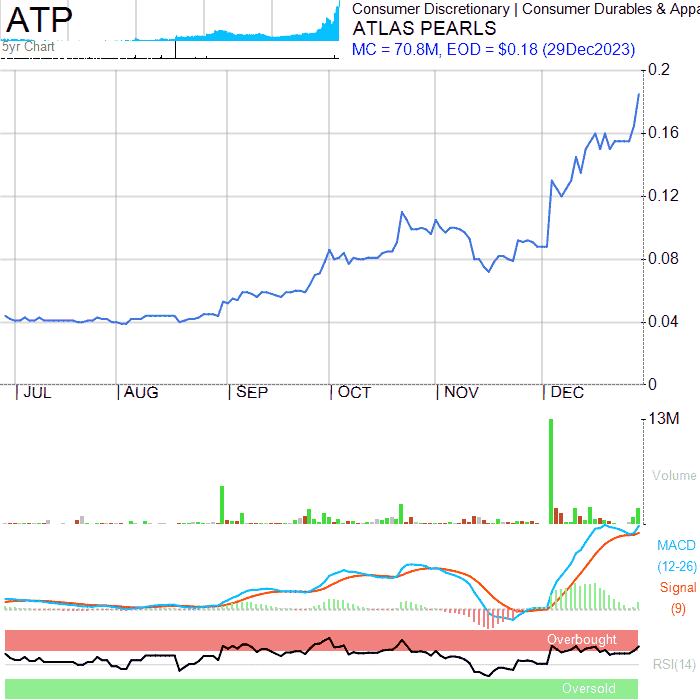 ATP
5yr Chart
Consumer Discretionary | Consumer Durables & Appa
ATLAS PEARLS
MC = 70.8M, EOD = $0.18 (29Dec2023)
0.2
0.16
0.12
0.08
0.04
0
JUL AUG SEP OCT NOV DEC
13M
Volume
MACD
(12-26)
Signal
(9)
Overbought
RSI(14)
Oversold